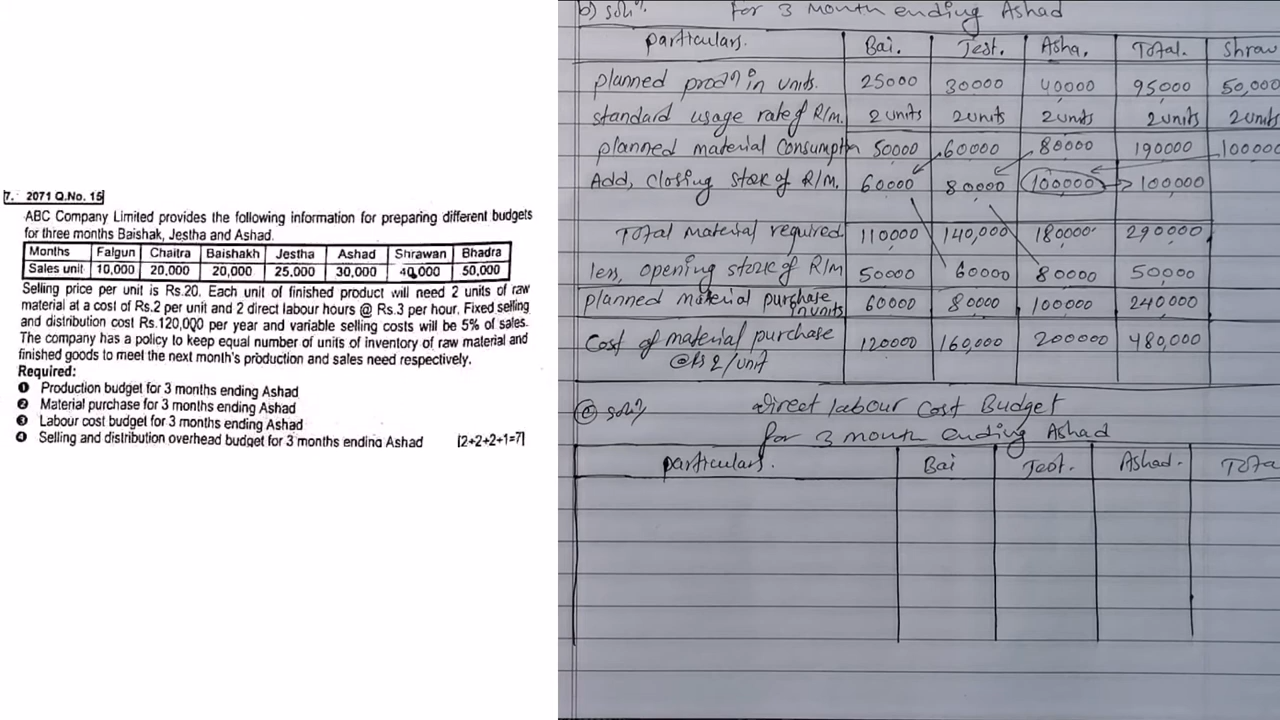 7. 2071 Q.No. 15
ABC Company Limited provides the following information for preparing different budgets
for three months Baishak, Jestha and Ashad.
Months Falgun Chaitra Baishakh Jestha Ashad Shrawan Bhadra
Sales unit 10,000 20,000 20,000 25,000 30,000 40,000 50,000
Selling price per unit is Rs.20. Each unit of finished product will need 2 units of raw
material at a cost of Rs.2 per unit and 2 direct labour hours @ Rs.3 per hour. Fixed selling
and distribution cost Rs.120,000 per year and variable selling costs will be 5% of sales.
The company has a policy to keep equal number of units of inventory of raw material and
finished goods to meet the next month's production and sales need respectively.
Required:
1 Production budget for 3 months ending Ashad
2 Material purchase for 3 months ending Ashad
3 Labour cost budget for 3 months ending Ashad
4 Selling and distribution overhead budget for 3 months ending Ashad [2+2+2+1=7]
b) solⁿ. for 3 month ending Ashad
particulars. Bai. Jest. Asha. Total. Shraw
planned prodⁿ in units. 25000 30000 40000 95000 50,000
standard usage rate of R/m. 2 units 2 units 2 units 2 units 2 units
planned material consumptⁿ 50000 60000 80000 190000 100000
Add, closing stock of R/m. 60000 80000 100000 100000
Total material required 110000 140,000 180000 290000
less, opening stock of R/m 50000 60000 80000 50000
planned material purchase in units 60000 80000 100000 240000
Cost of material purchase 120000 160,000 200000 480,000
@Rs 2/unit
(c) solⁿ Direct labour Cost Budget
for 3 month ending Ashad
particulars. Bai Jest. Ashad. Tota